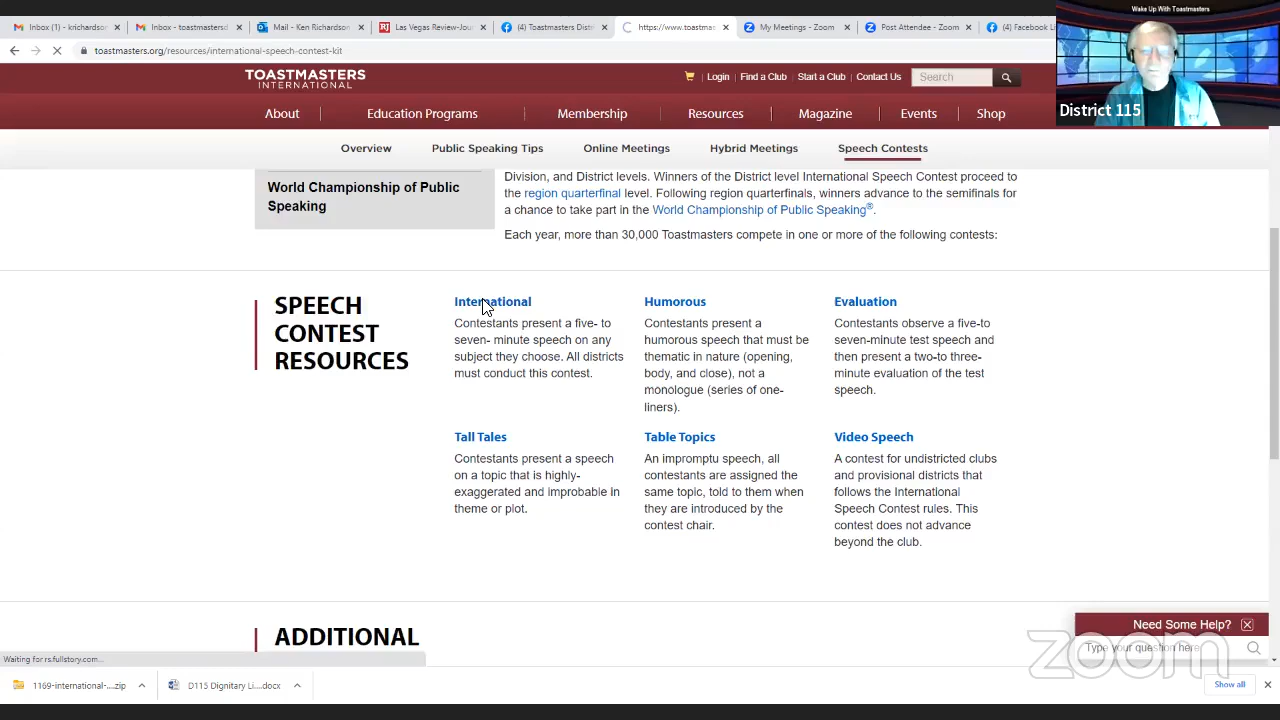 Inbox (1) - krichardson
Inbox - toastmastersd
Mail - Ken Richardson
Las Vegas Review-Jour
(4) Toastmasters Distr
https://www.toastmas
My Meetings - Zoom
Post Attendee - Zoom
(4) Facebook Li
Wake Up With Toastmasters
District 115
toastmasters.org/resources/international-speech-contest-kit
TOASTMASTERS
INTERNATIONAL
Login
Find a Club
Start a Club
Contact Us
Search
About
Education Programs
Membership
Resources
Magazine
Events
Shop
Overview
Public Speaking Tips
Online Meetings
Hybrid Meetings
Speech Contests
World Championship of Public
Speaking
Division, and District levels. Winners of the District level International Speech Contest proceed to
the region quarterfinal level. Following region quarterfinals, winners advance to the semifinals for
a chance to take part in the World Championship of Public Speaking®.
Each year, more than 30,000 Toastmasters compete in one or more of the following contests:
SPEECH
CONTEST
RESOURCES
International
Contestants present a five- to
seven- minute speech on any
subject they choose. All districts
must conduct this contest.
Humorous
Contestants present a
humorous speech that must be
thematic in nature (opening,
body, and close), not a
monologue (series of one-
liners).
Evaluation
Contestants observe a five-to
seven-minute test speech and
then present a two-to three-
minute evaluation of the test
speech.
Tall Tales
Contestants present a speech
on a topic that is highly-
exaggerated and improbable in
theme or plot.
Table Topics
An impromptu speech, all
contestants are assigned the
same topic, told to them when
they are introduced by the
contest chair.
Video Speech
A contest for undistricted clubs
and provisional districts that
follows the International
Speech Contest rules. This
contest does not advance
beyond the club.
ADDITIONAL
Need Some Help?
Type your question here
zoom
Waiting for rs.fullstory.com...
1169-international-....zip
D115 Dignitary Li....docx
Show all